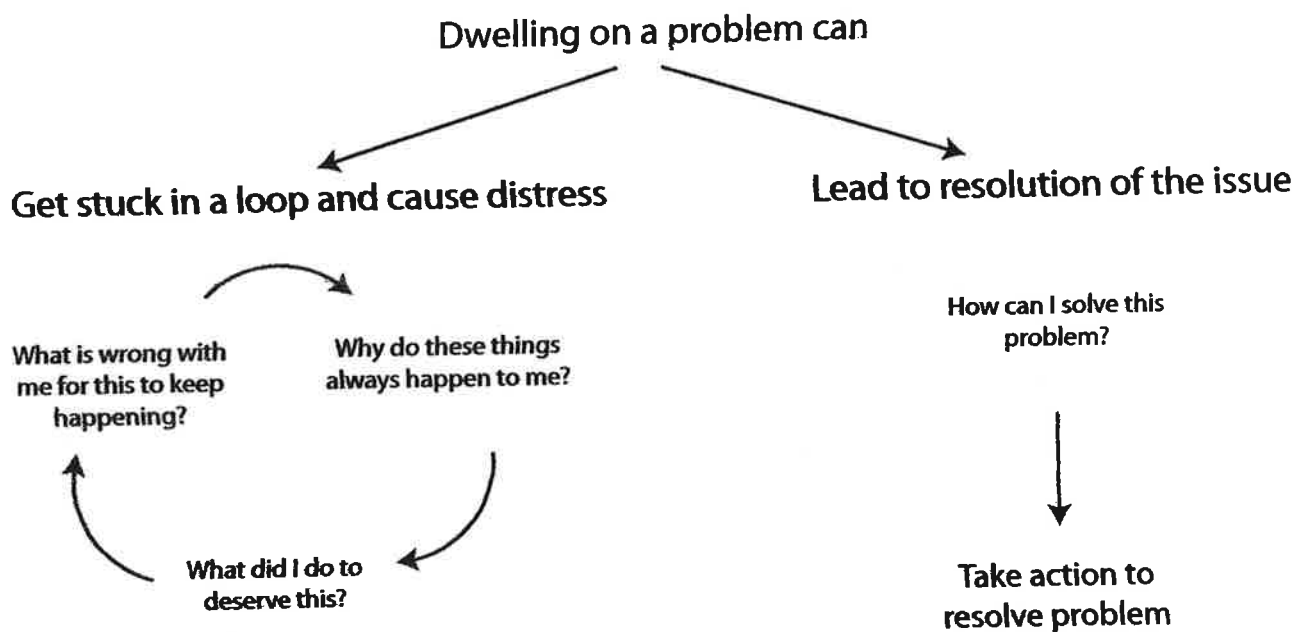 Dwelling on a problem can
Get stuck in a loop and cause distress
Lead to resolution of the issue
What is wrong with
me for this to keep
happening?
Why do these things
always happen to me?
What did I do to
deserve this?
How can I solve this
problem?
Take action to
resolve problem